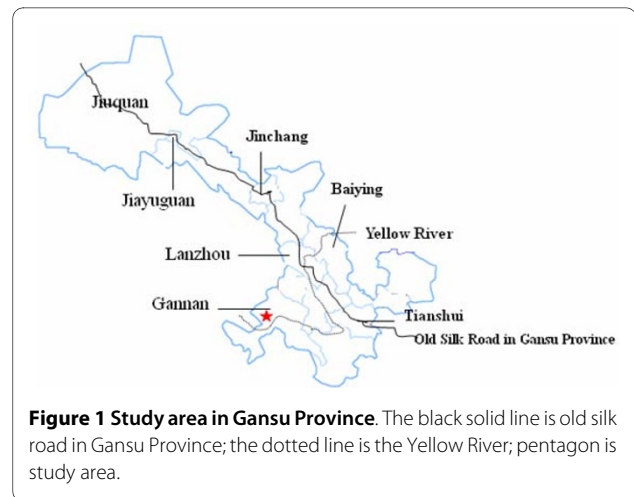 Jiuquan
Jinchang
Jiayuguan
Baiying
Yellow River
Lanzhou
Gannan
Tianshui
Old Silk Road in Gansu Province
Figure 1 Study area in Gansu Province. The black solid line is old silk
road in Gansu Province; the dotted line is the Yellow River; pentagon is
study area.